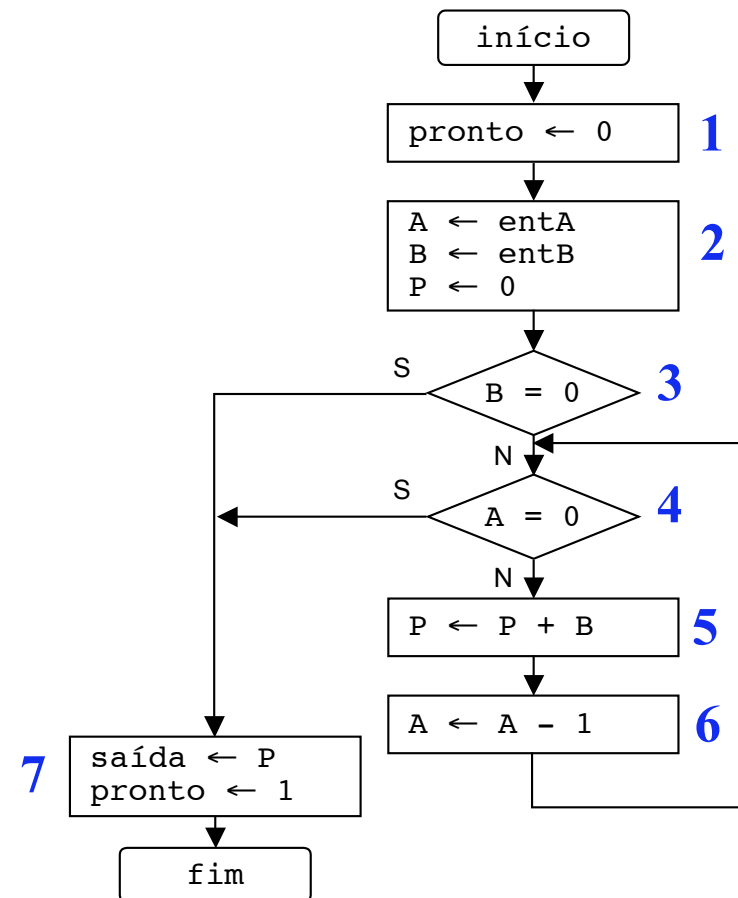 início
pronto ← 0
1
A ← entA
B ← entB
P ← 0
2
S
B = 0
3
N
S
A = 0
4
N
P ← P + B
5
A ← A - 1
6
7
saída ← P
pronto ← 1
fim